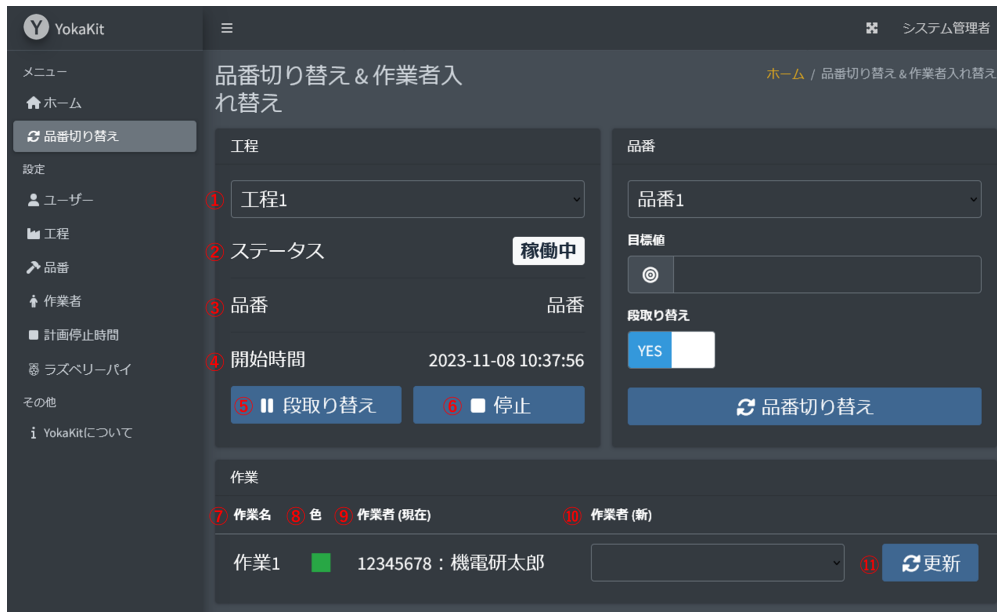 Y YokaKit
システム管理者
メニュー
ホーム
品番切り替え
設定
ユーザー
工程
品番
作業者
計画停止時間
ラズベリーパイ
その他
i YokaKitについて
品番切り替え&作業者入
れ替え
ホーム / 品番切り替え&作業者入れ替え
工程
① 工程1
② ステータス 稼働中
③ 品番 品番
④ 開始時間 2023-11-08 10:37:56
⑤ 段取り替え ⑥ 停止
品番
品番1
目標値
段取り替え
YES
品番切り替え
作業
⑦ 作業名 ⑧ 色 ⑨ 作業者 (現在) ⑩ 作業者 (新)
作業1 12345678:機電研太郎 ⑪ 更新